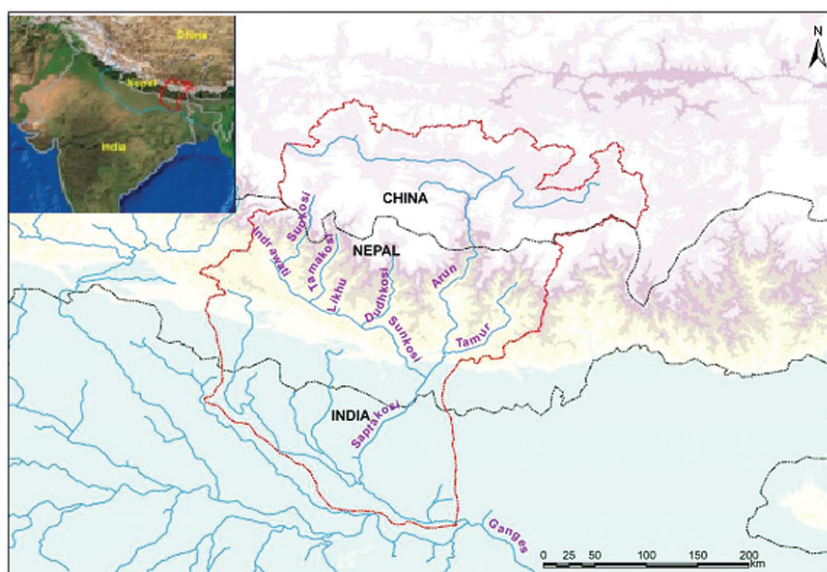 China
Nepal
India
N
CHINA
NEPAL
INDIA
Sunkosi
Indrawati
Tamakosi
Likhu
Dudhkosi
Sunkosi
Arun
Tamur
Saptakosi
Ganges
0 25 50 100 150 200
km